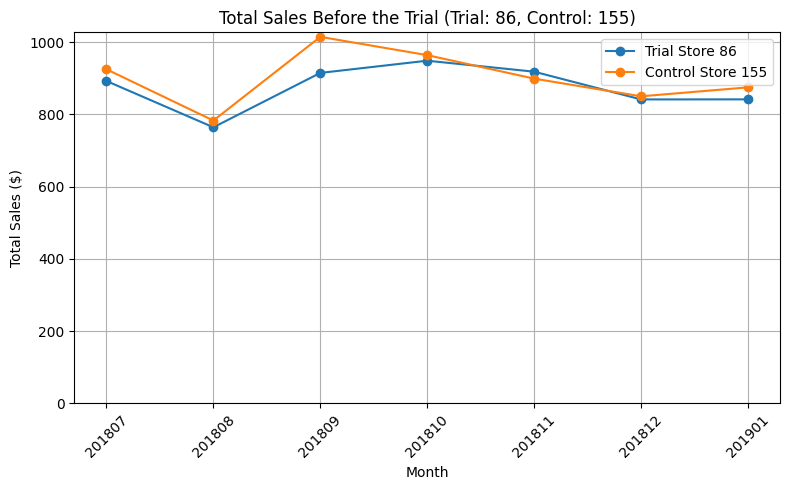 Total Sales Before the Trial (Trial: 86, Control: 155)
Trial Store 86
Control Store 155
1000
800
600
400
200
0
Total Sales ($)
201807
201808
201809
201810
201811
201812
201901
Month